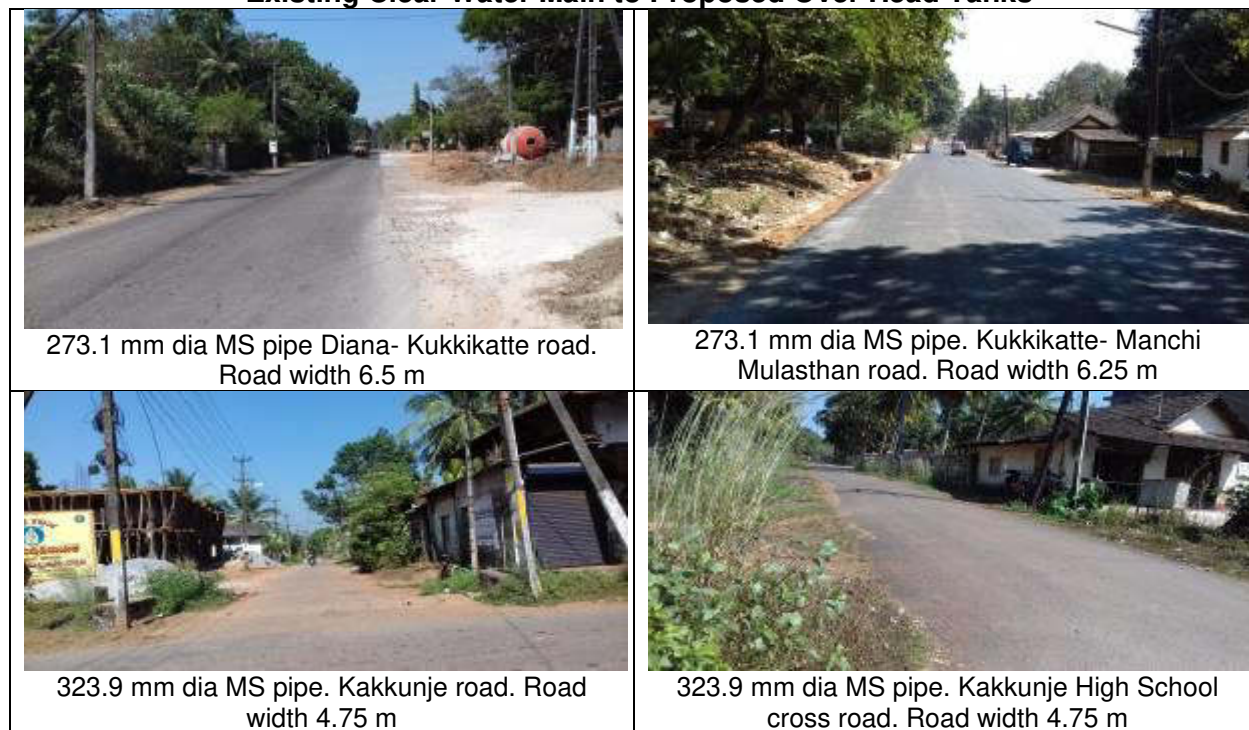 Existing Clear Water Main to Proposed Over Head Tanks
273.1 mm dia MS pipe Diana- Kukkikatte road.
Road width 6.5 m
273.1 mm dia MS pipe. Kukkikatte- Manchi
Mulasthan road. Road width 6.25 m
323.9 mm dia MS pipe. Kakkunje road. Road
width 4.75 m
323.9 mm dia MS pipe. Kakkunje High School
cross road. Road width 4.75 m